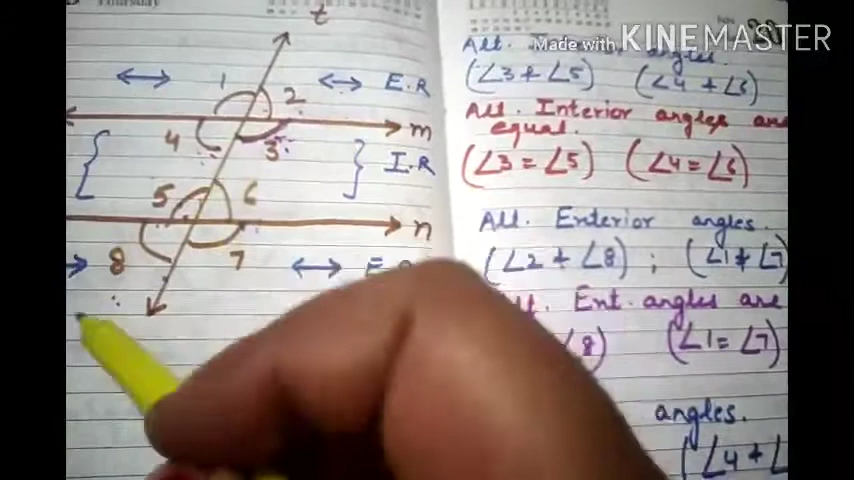 Thursday
t
1
2
E.R
m
4
3
I.R
5
6
n
8
7
Made with KINEMASTER
Alt. angles.
(∠3 + ∠5) (∠4 + ∠6)
Alt. Interior angles are
equal.
(∠3 = ∠5) (∠4 = ∠6)
Alt. Exterior angles.
(∠2 + ∠8) ; (∠1 + ∠7)
Ext. angles are
8) (∠1 = ∠7)
angles.
(∠4 + ∠